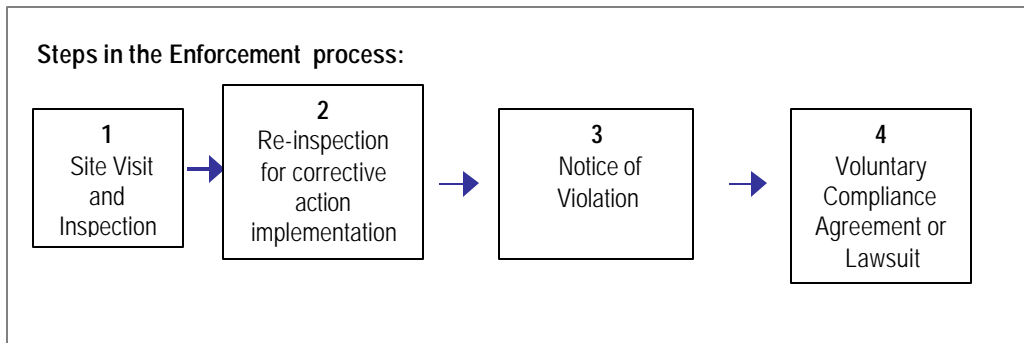 Steps in the Enforcement process:
1
Site Visit
and
Inspection
2
Re-inspection
for corrective
action
implementation
3
Notice of
Violation
4
Voluntary
Compliance
Agreement or
Lawsuit